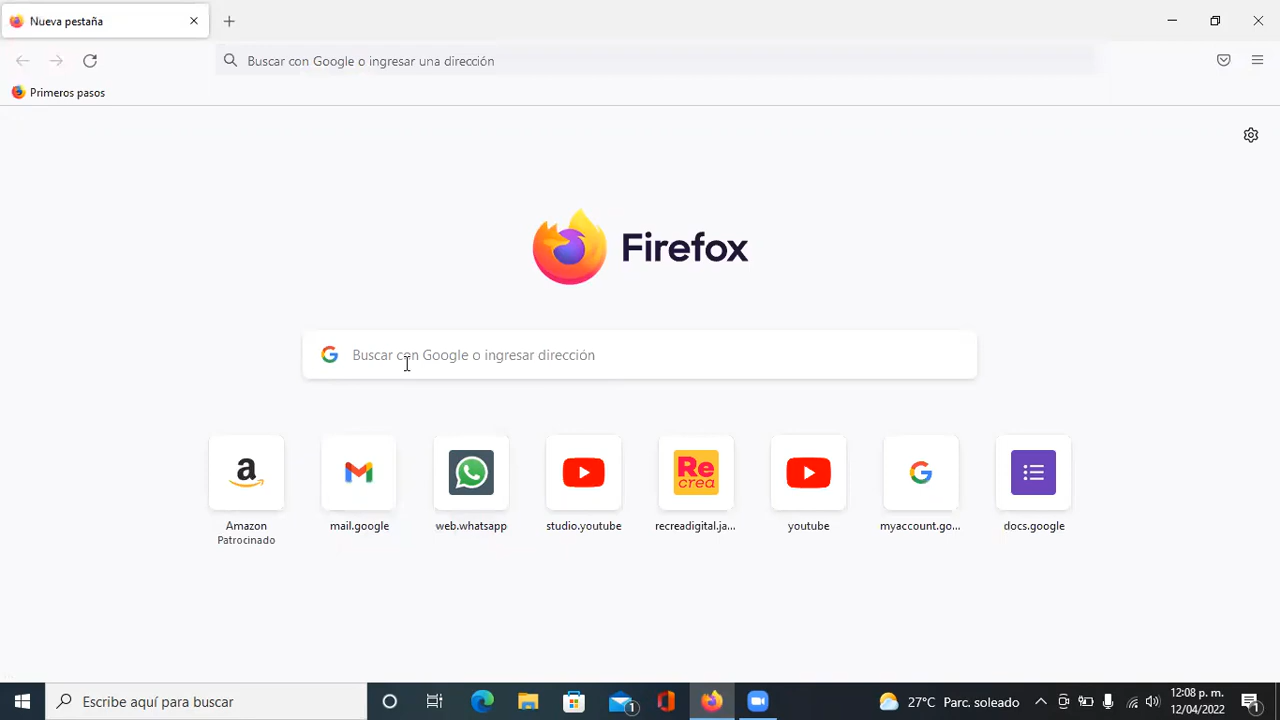 Nueva pestaña
Buscar con Google o ingresar una dirección
Primeros pasos
Firefox
Buscar con Google o ingresar dirección
a
Re
crea
Amazon
Patrocinado
mail.google
web.whatsapp
studio.youtube
recreadigital.ja...
youtube
myaccount.go...
docs.google
Escribe aquí para buscar
1
27°C Parc. soleado
12:08 p. m.
12/04/2022
1